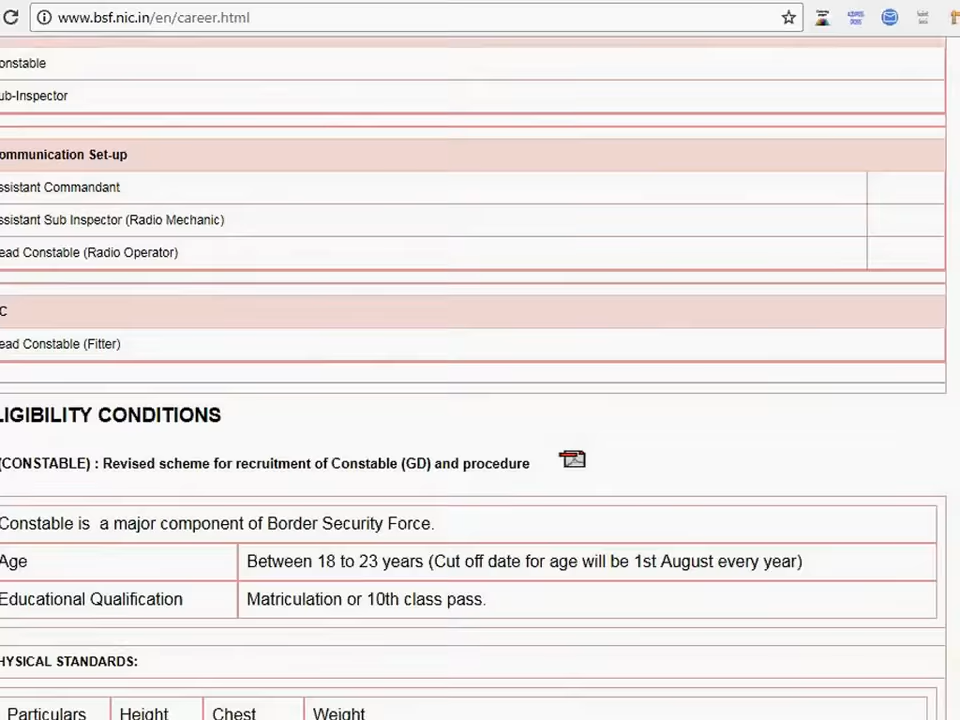 www.bsf.nic.in/en/career.html
onstable
ub-Inspector
ommunication Set-up
ssistant Commandant
ssistant Sub Inspector (Radio Mechanic)
ead Constable (Radio Operator)
C
ead Constable (Fitter)
LIGIBILITY CONDITIONS
(CONSTABLE) : Revised scheme for recruitment of Constable (GD) and procedure
Constable is a major component of Border Security Force.
Age Between 18 to 23 years (Cut off date for age will be 1st August every year)
Educational Qualification Matriculation or 10th class pass.
HYSICAL STANDARDS:
Particulars Height Chest Weight